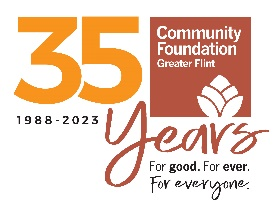 35
Community
Foundation
Greater Flint
1988-2023
Years
For good. For ever.
For everyone.